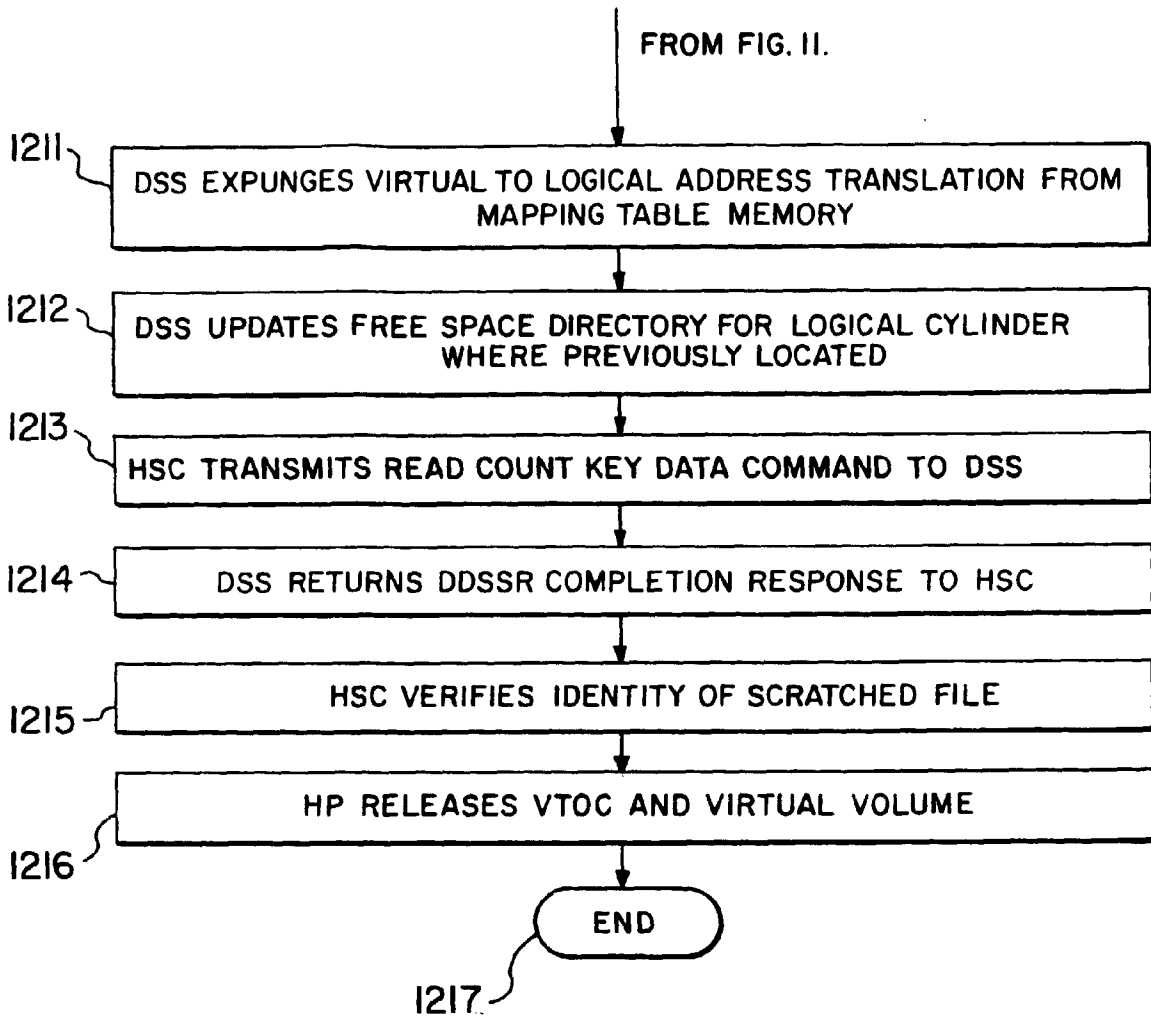 FROM FIG. 11.
1211
DSS EXPUNGES VIRTUAL TO LOGICAL ADDRESS TRANSLATION FROM
MAPPING TABLE MEMORY
1212
DSS UPDATES FREE SPACE DIRECTORY FOR LOGICAL CYLINDER
WHERE PREVIOUSLY LOCATED
1213
HSC TRANSMITS READ COUNT KEY DATA COMMAND TO DSS
1214
DSS RETURNS DDSSR COMPLETION RESPONSE TO HSC
1215
HSC VERIFIES IDENTITY OF SCRATCHED FILE
1216
HP RELEASES VTOC AND VIRTUAL VOLUME
END
1217